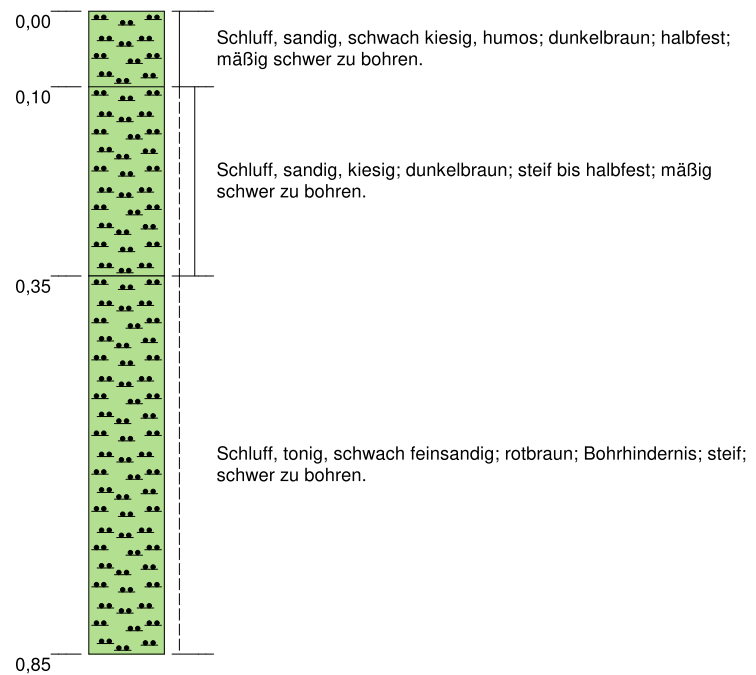 0,00
Schluff, sandig, schwach kiesig, humos; dunkelbraun; halbfest;
mäßig schwer zu bohren.
0,10
Schluff, sandig, kiesig; dunkelbraun; steif bis halbfest; mäßig
schwer zu bohren.
0,35
Schluff, tonig, schwach feinsandig; rotbraun; Bohrhindernis; steif;
schwer zu bohren.
0,85